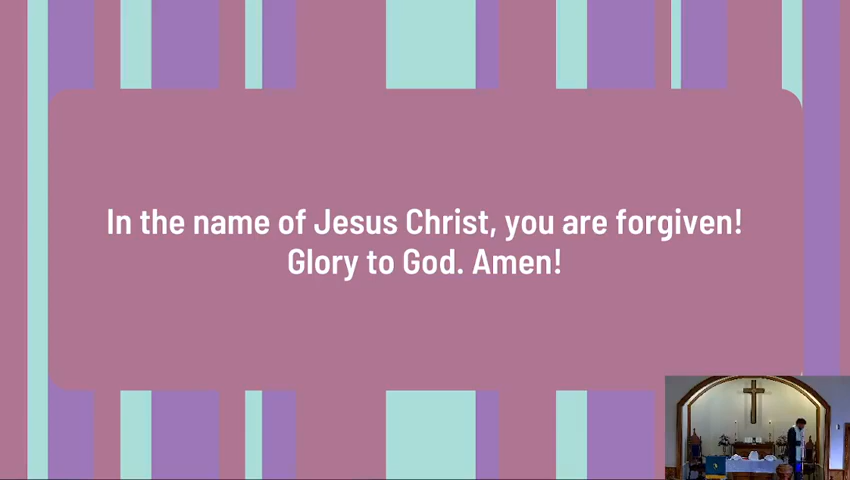 In the name of Jesus Christ, you are forgiven!
Glory to God. Amen!